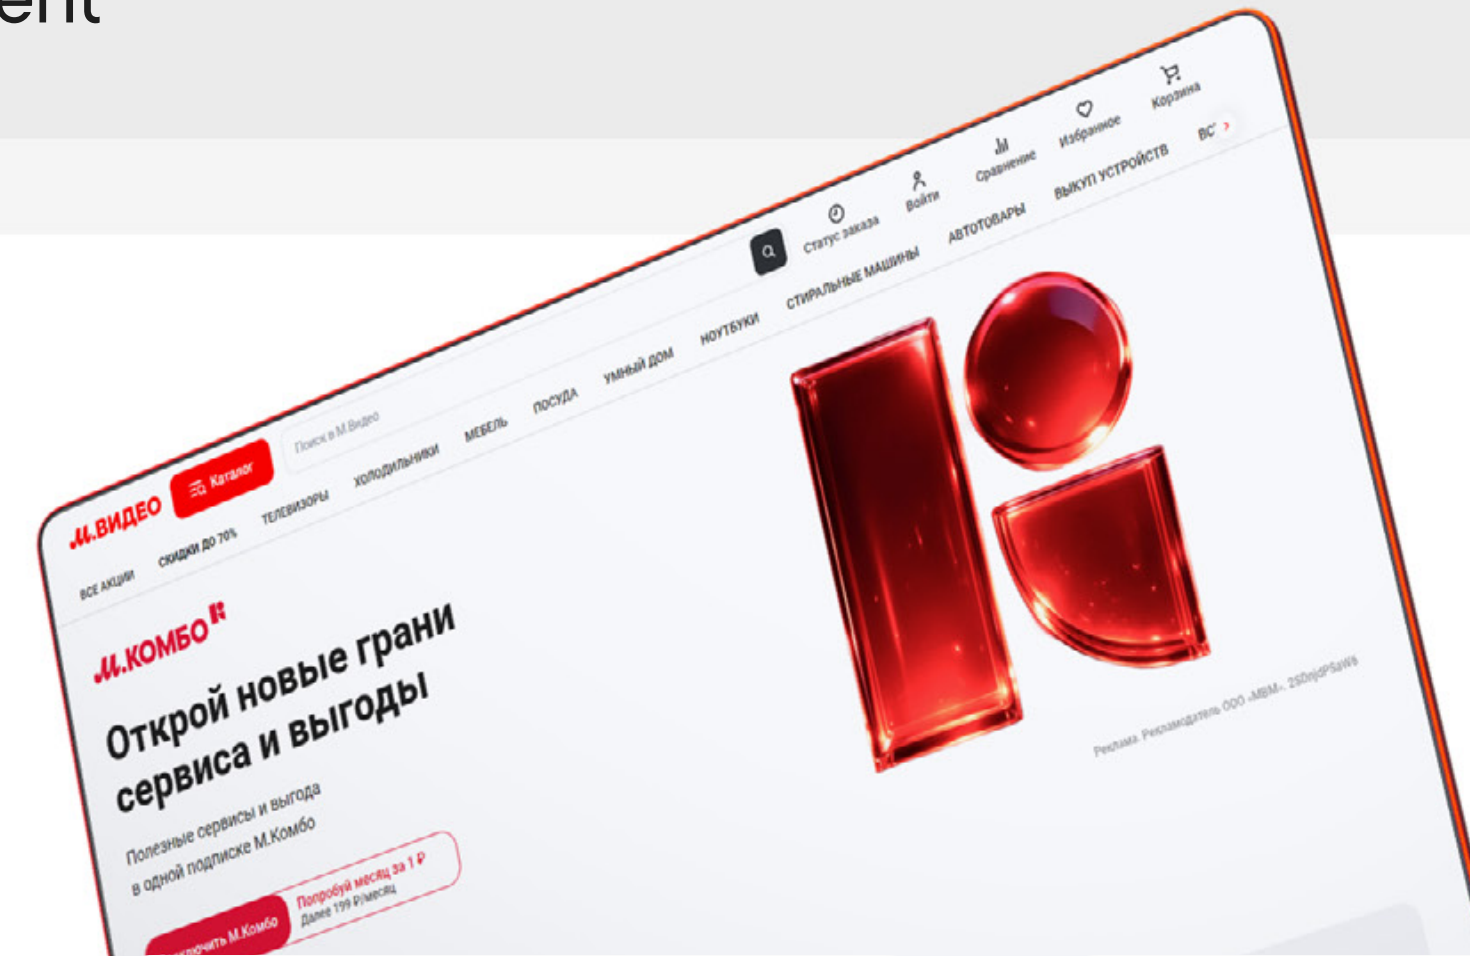 ent
Корзина
Избранное
Сравнение
Войти
Статус заказа
М.ВИДЕО
Каталог
Поиск в М.Видео
ВСЕ АКЦИИ
СКИДКИ ДО 70%
ТЕЛЕВИЗОРЫ
ХОЛОДИЛЬНИКИ
МЕБЕЛЬ
ПОСУДА
УМНЫЙ ДОМ
НОУТБУКИ
СТИРАЛЬНЫЕ МАШИНЫ
АВТОТОВАРЫ
ВЫКУП УСТРОЙСТВ
ВС
М.КОМБО
Открой новые грани
сервиса и выгоды
Полезные сервисы и выгода
в одной подписке М.Комбо
ключить М.Комбо
Попробуй месяц за 1 ₽
Далее 199 ₽/месяц
Реклама. Рекламодатель ООО «МВМ».